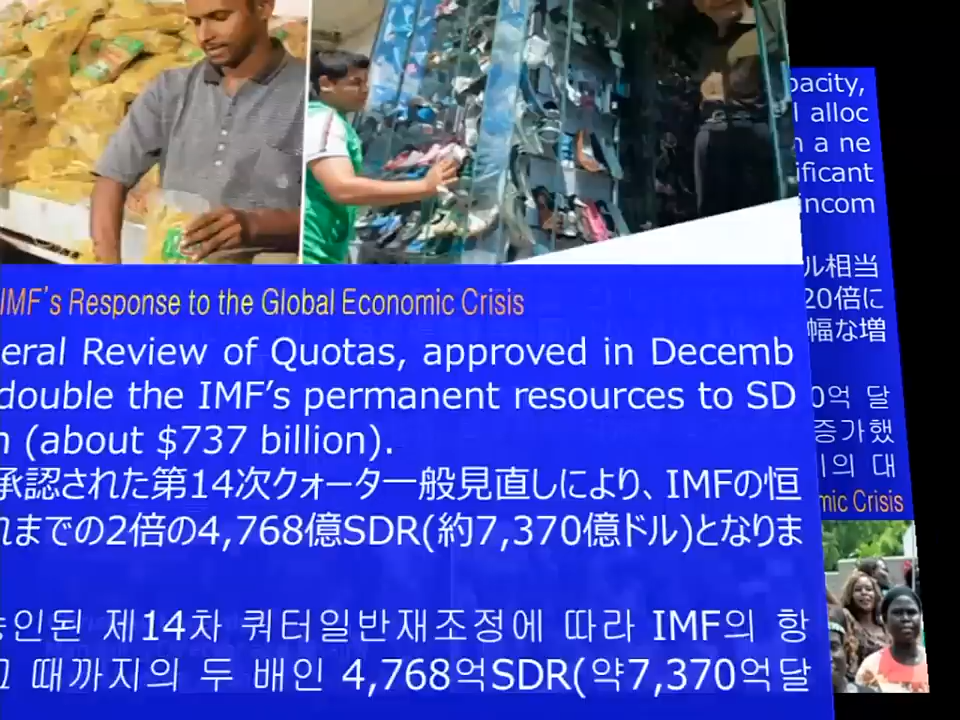 IMF's Response to the Global Economic Crisis
eral Review of Quotas, approved in Decemb
double the IMF's permanent resources to SD
n (about $737 billion).
承認された第14次クォーター一般見直しにより、IMFの恒
れまでの2倍の4,768億SDR(約7,370億ドル)となりま
인된 제14차 쿼터일반재조정에 따라 IMF의 항
때까지의 두 배인 4,768억SDR(약7,370억달
pacity,
l alloc
n a ne
ificant
incom
ル相当
20倍に
幅な増
0억 달
증가했
의 대
mic Crisis